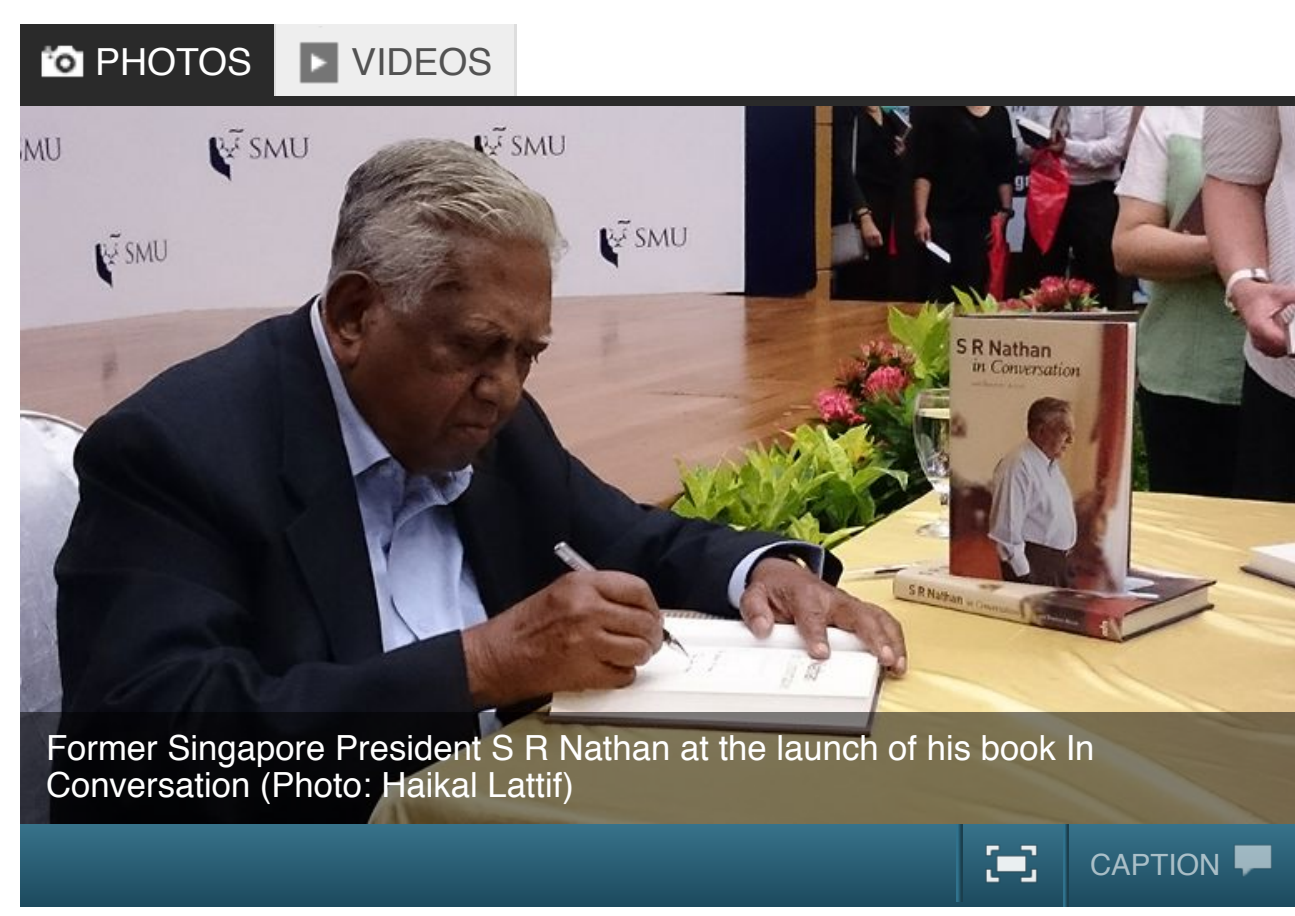 PHOTOS
VIDEOS
MU
SMU
SMU
SMU
SMU
gr
S R Nathan
in Conversation
S R Nathan in Conversation
Former Singapore President S R Nathan at the launch of his book In
Conversation (Photo: Haikal Lattif)
CAPTION